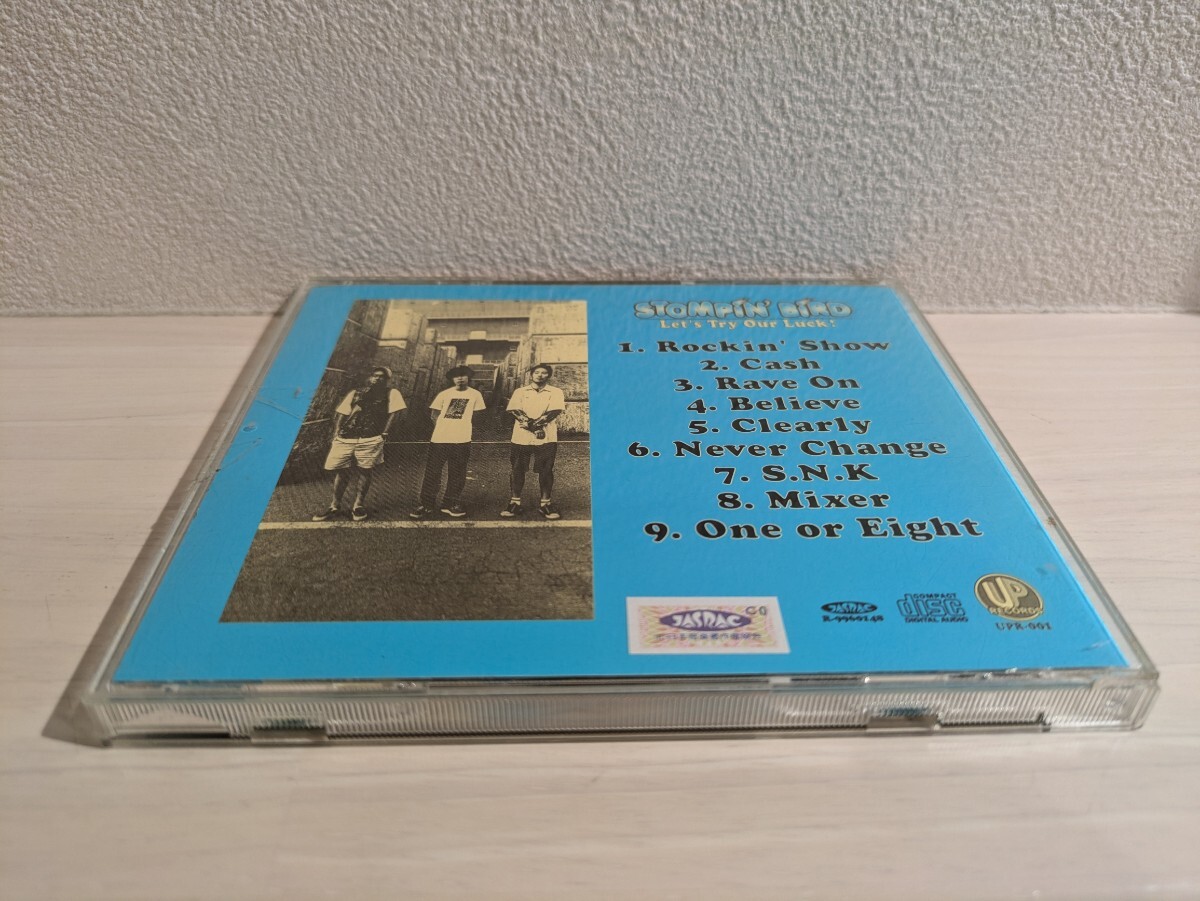 STOMPIN' BIRD
Let's Try Our Luck!
1. Rockin' Show
2. Cash
3. Rave On
4. Believe
5. Clearly
6. Never Change
7. S.N.K
8. Mixer
9. One or Eight
JASRAC
JASRAC
R-9960148
COMPACT
disc
DIGITAL AUDIO
UP
RECORDS
UPR-001